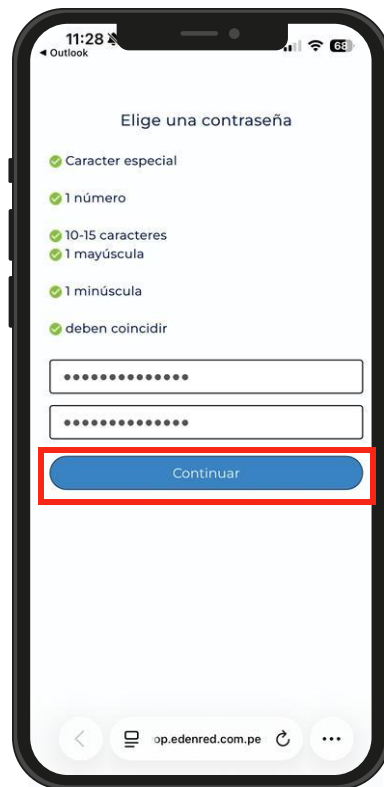 11:28
◀ Outlook
68
Elige una contraseña
Caracter especial
1 número
10-15 caracteres
1 mayúscula
1 minúscula
deben coincidir
••••••••••••••
••••••••••••••
Continuar
op.edenred.com.pe